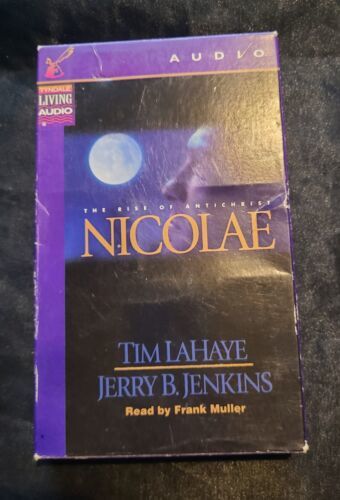 AUDIO
TYNDALE
LIVING
AUDIO
THE RISE OF ANTICHRIST
NICOLAE
TIM LAHAYE
JERRY B. JENKINS
Read by Frank Muller